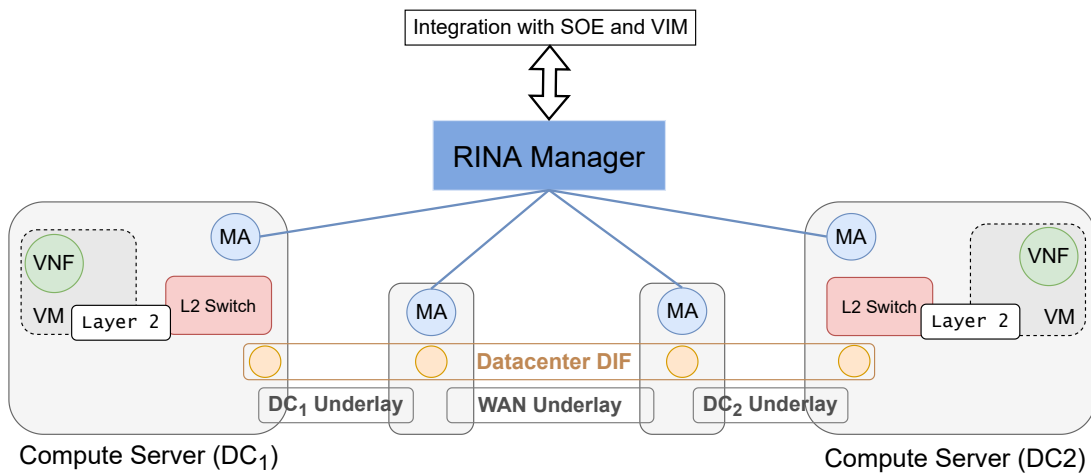 Integration with SOE and VIM
RINA Manager
MA
MA
VNF
VNF
L2 Switch
L2 Switch
VM
Layer 2
Layer 2
VM
MA
MA
Datacenter DIF
DC1 Underlay
WAN Underlay
DC2 Underlay
Compute Server (DC1)
Compute Server (DC2)